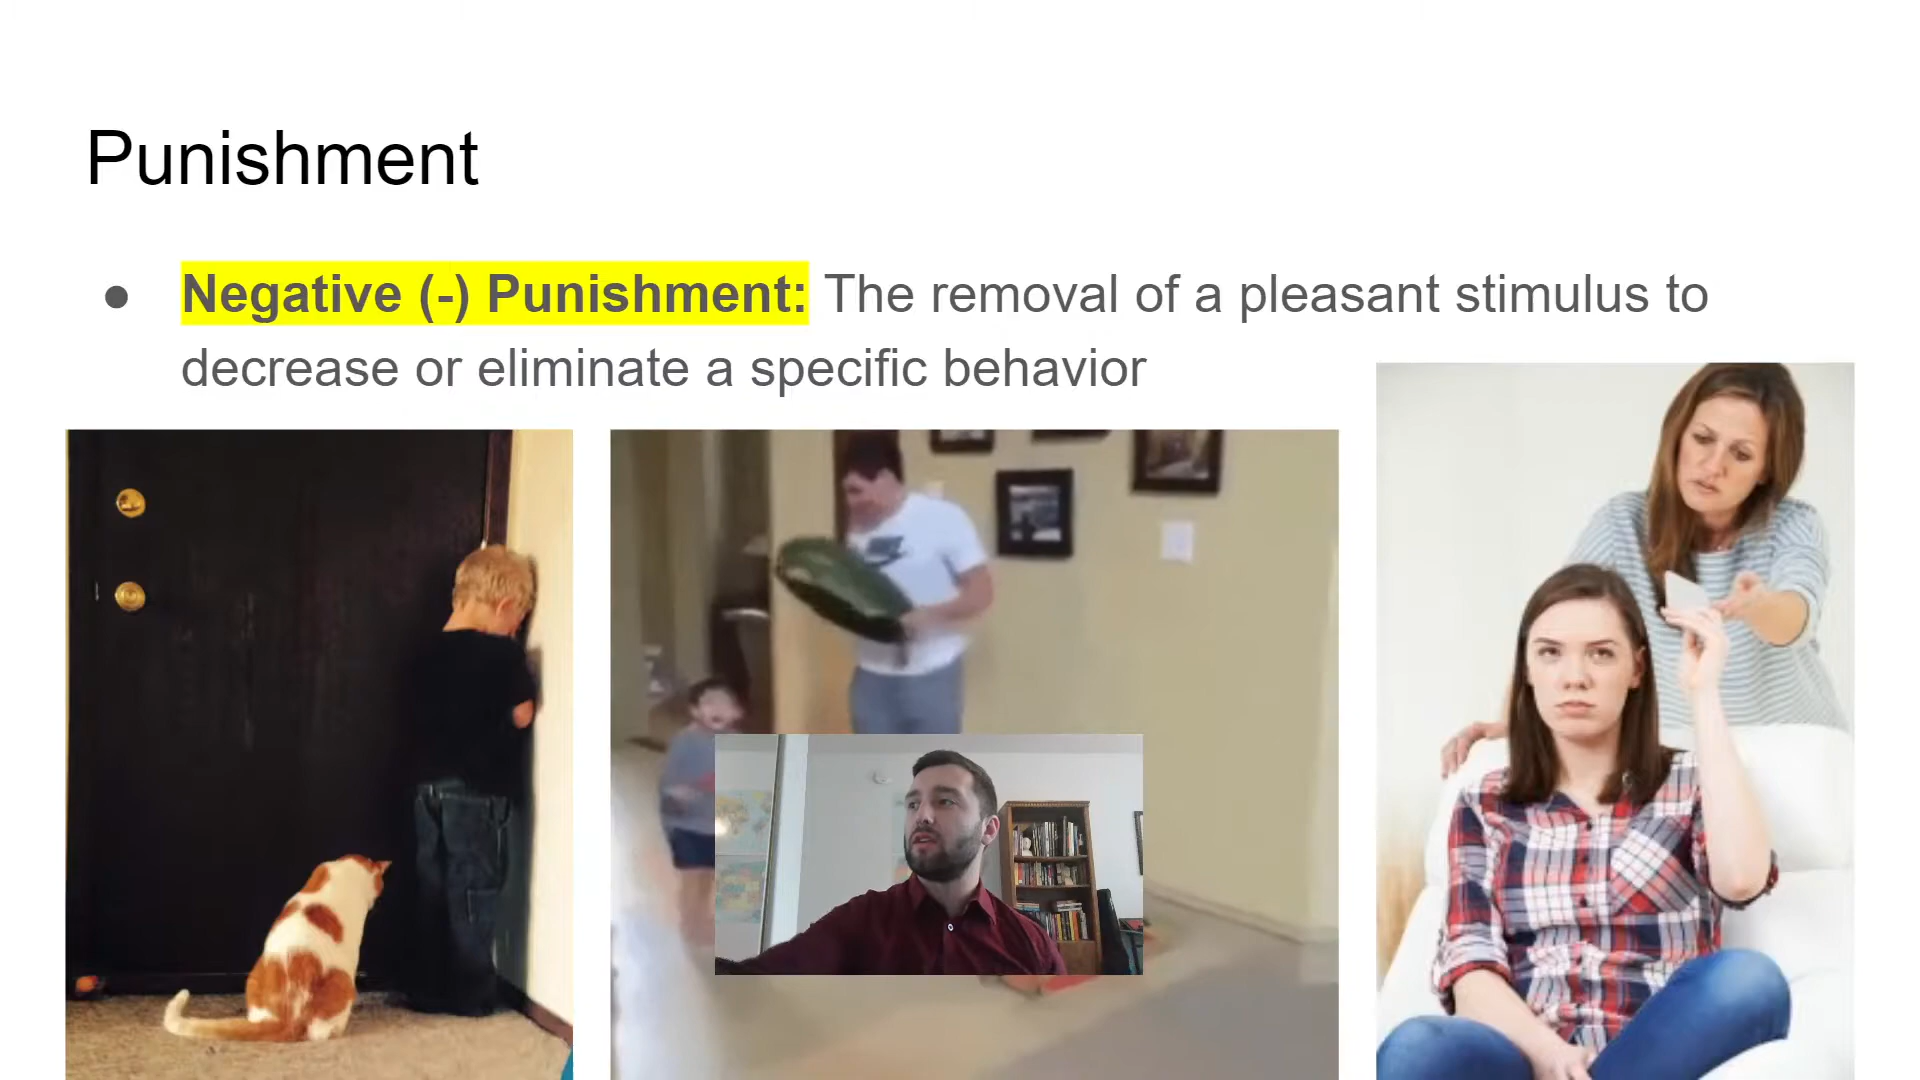 Punishment
● Negative (-) Punishment: The removal of a pleasant stimulus to
decrease or eliminate a specific behavior